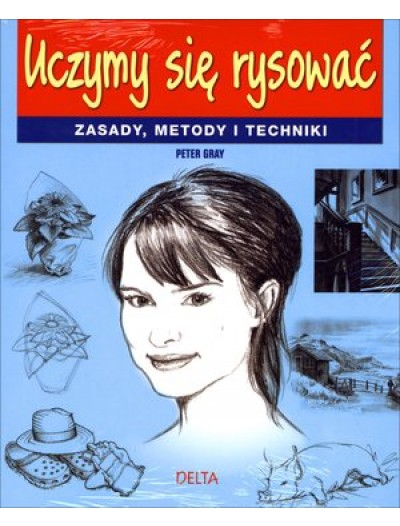 Uczymy się rysować
ZASADY, METODY I TECHNIKI
PETER GRAY
DELTA